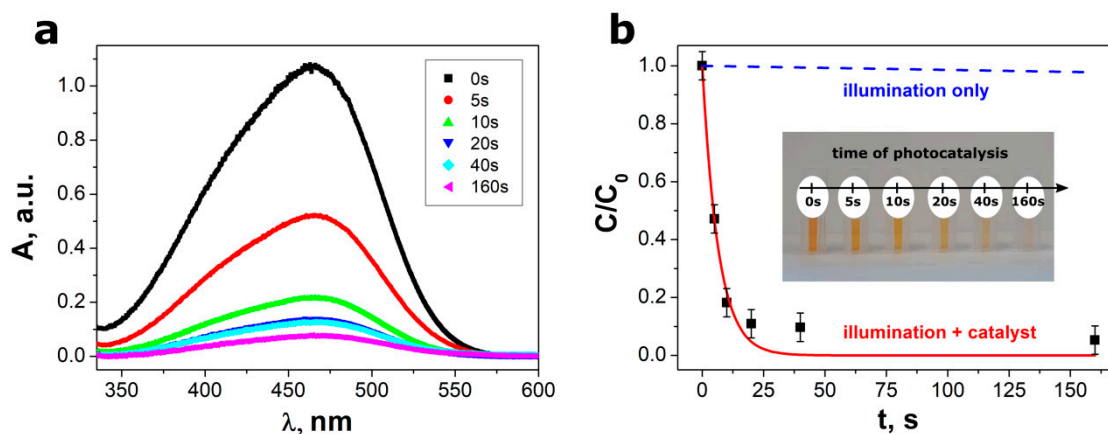 a
A, a.u.
1.0
0.8
0.6
0.4
0.2
0.0
350
400
450
500
550
600
λ, nm
0s
5s
10s
20s
40s
160s
b
C/C0
1.0
0.8
0.6
0.4
0.2
0.0
0
25
50
75
100
125
150
t, s
illumination only
time of photocatalysis
0s
5s
10s
20s
40s
160s
illumination + catalyst